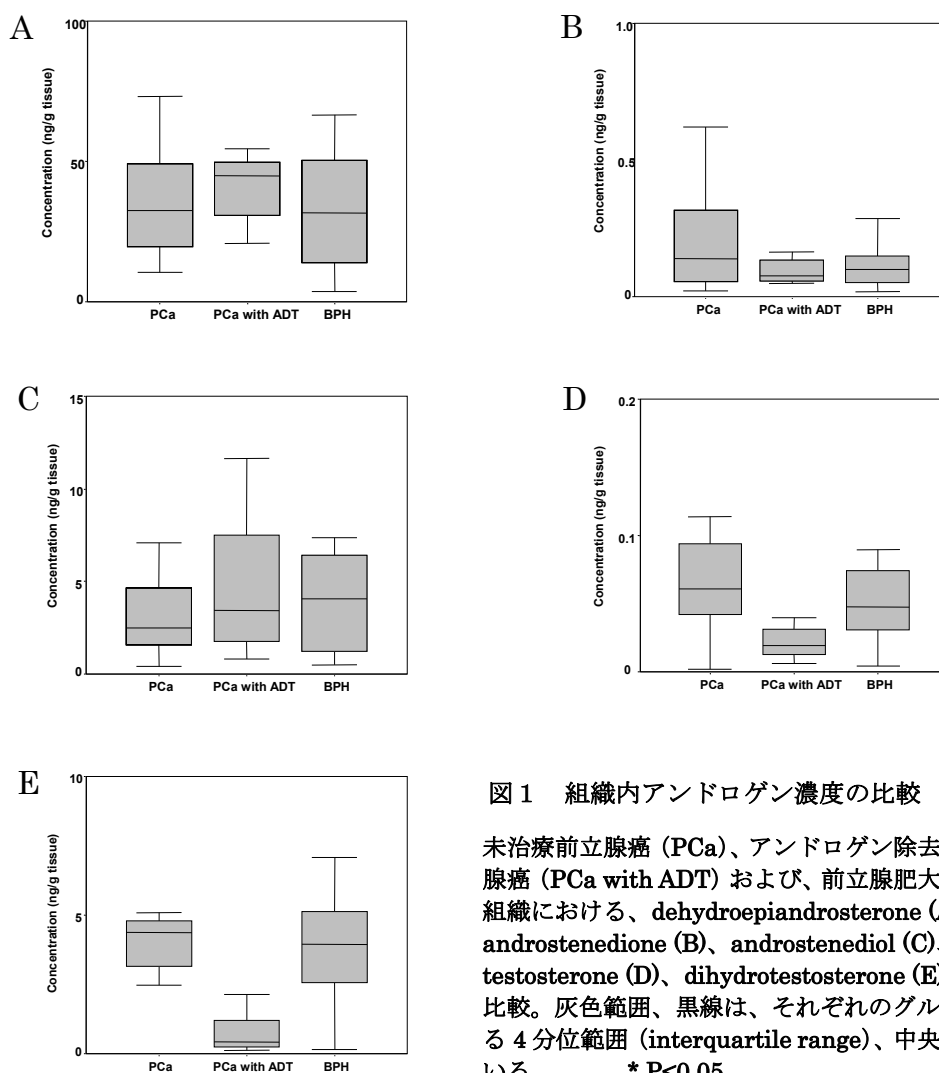 A
100
50
0
Concentration (ng/g tissue)
PCa PCa with ADT BPH
B
1.0
0.5
0
Concentration (ng/g tissue)
PCa PCa with ADT BPH
C
15
10
5
0
Concentration (ng/g tissue)
PCa PCa with ADT BPH
D
0.2
0.1
0
Concentration (ng/g tissue)
PCa PCa with ADT BPH
E
10
5
0
Concentration (ng/g tissue)
PCa PCa with ADT BPH
図1 組織内アンドロゲン濃度の比較
未治療前立腺癌（PCa）、アンドロゲン除去
腺癌（PCa with ADT）および、前立腺肥大
組織における、dehydroepiandrosterone (
androstenedione (B)、androstenediol (C)
testosterone (D)、dihydrotestosterone (E)
比較。灰色範囲、黒線は、それぞれのグル
る 4 分位範囲（interquartile range）、中央
いる。 * P<0.05